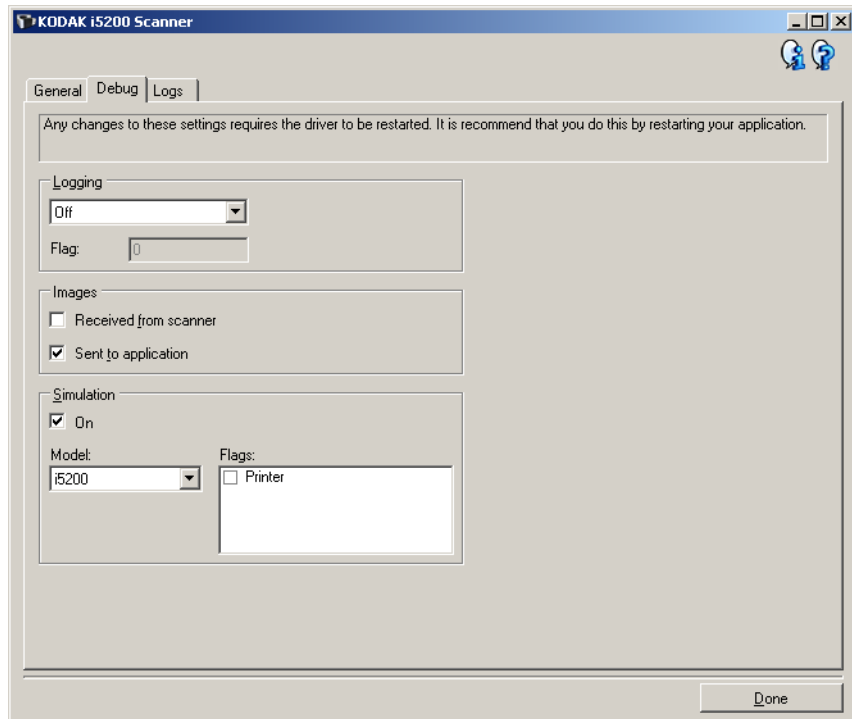 KODAK i5200 Scanner
General Debug Logs
Any changes to these settings requires the driver to be restarted. It is recommend that you do this by restarting your application.
Logging
Off
Flag: 0
Images
Received from scanner
Sent to application
Simulation
On
Model: Flags:
i5200 Printer
Done